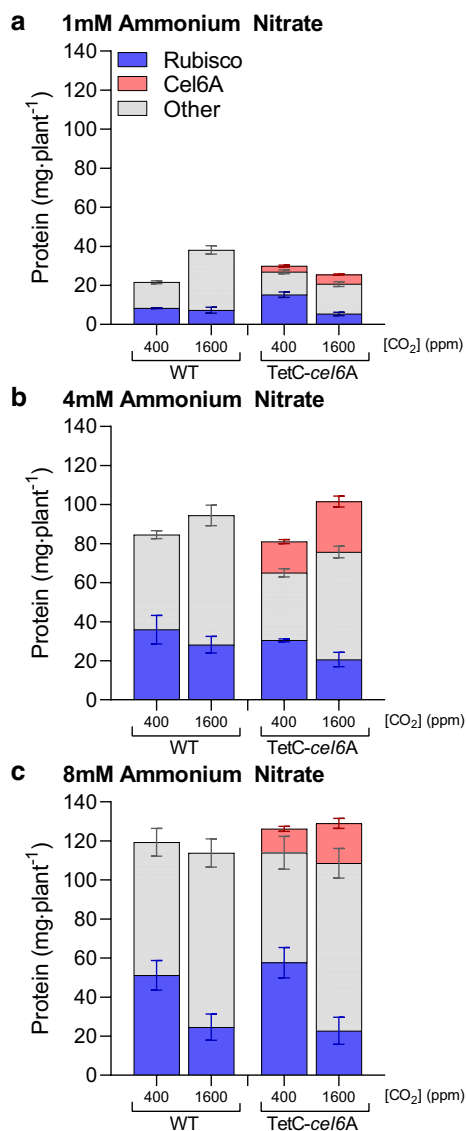 a 1mM Ammonium Nitrate
140
120
100
80
60
40
20
0
Protein (mg·plant⁻¹)
Rubisco
Cel6A
Other
400 1600 400 1600 [CO₂] (ppm)
WT TetC-cel6A
b 4mM Ammonium Nitrate
140
120
100
80
60
40
20
0
Protein (mg·plant⁻¹)
400 1600 400 1600 [CO₂] (ppm)
WT TetC-cel6A
c 8mM Ammonium Nitrate
140
120
100
80
60
40
20
0
Protein (mg·plant⁻¹)
400 1600 400 1600 [CO₂] (ppm)
WT TetC-cel6A